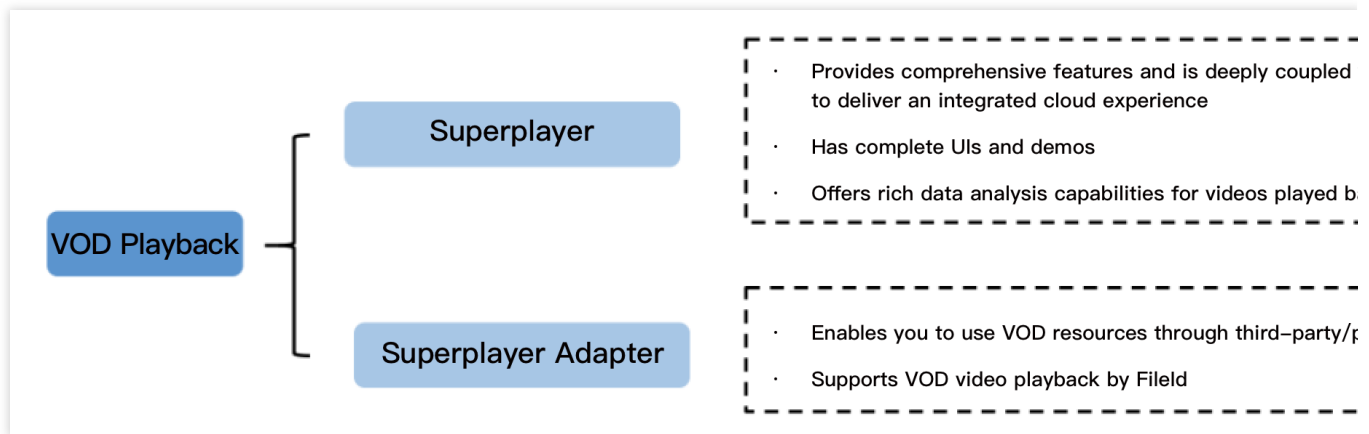 VOD Playback
Superplayer
· Provides comprehensive features and is deeply coupled
to deliver an integrated cloud experience
· Has complete UIs and demos
· Offers rich data analysis capabilities for videos played
Superplayer Adapter
· Enables you to use VOD resources through third-party/
· Supports VOD video playback by FileId